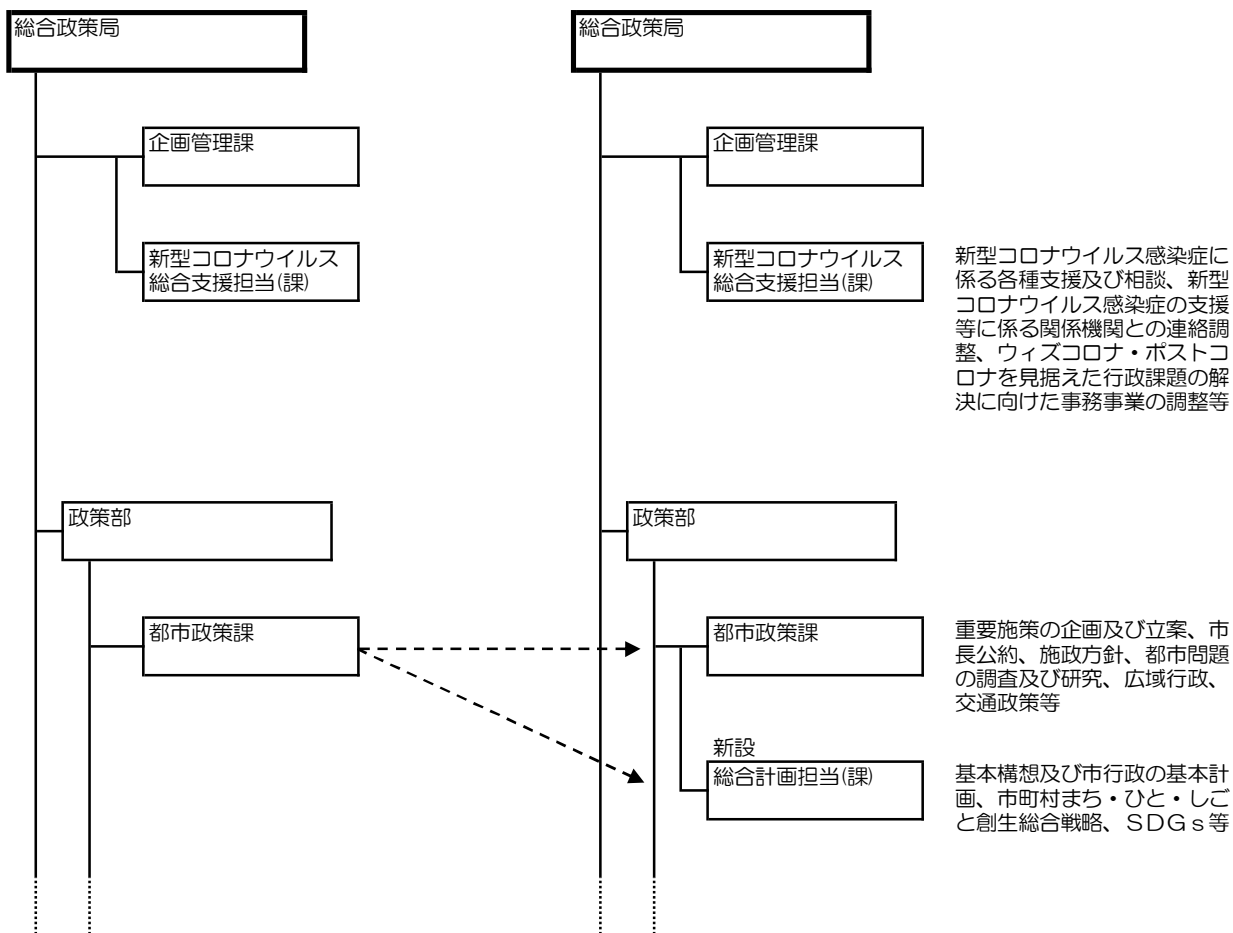 総合政策局
総合政策局
企画管理課
企画管理課
新型コロナウイルス
総合支援担当(課)
新型コロナウイルス
総合支援担当(課)
新型コロナウイルス感染症に
係る各種支援及び相談、新型
コロナウイルス感染症の支援
等に係る関係機関との連絡調
整、ウィズコロナ・ポストコ
ロナを見据えた行政課題の解
決に向けた事務事業の調整等
政策部
政策部
都市政策課
都市政策課
重要施策の企画及び立案、市
長公約、施政方針、都市問題
の調査及び研究、広域行政、
交通政策等
新設
総合計画担当(課)
基本構想及び市行政の基本計
画、市町村まち・ひと・しご
と創生総合戦略、SDGs等